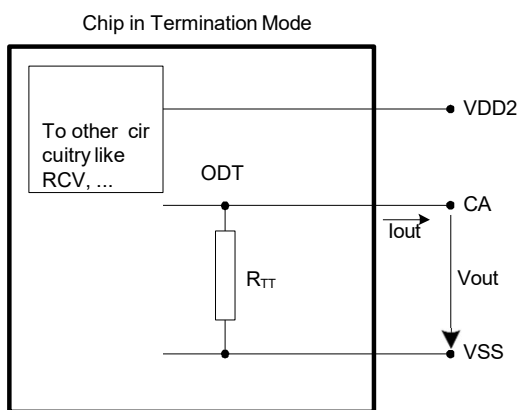 Chip in Termination Mode
VDD2
To other cir
cuitry like
RCV, ...
ODT
CA
Iout
RTT
Vout
VSS